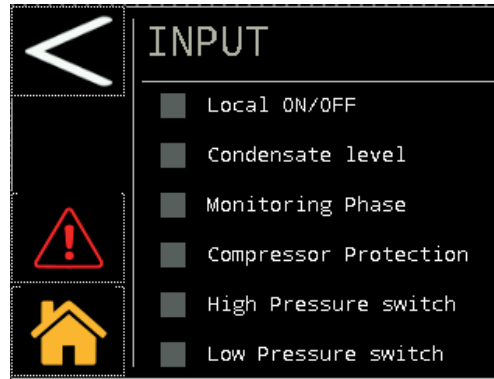 INPUT
Local ON/OFF
Condensate level
Monitoring Phase
Compressor Protection
High Pressure switch
Low Pressure switch